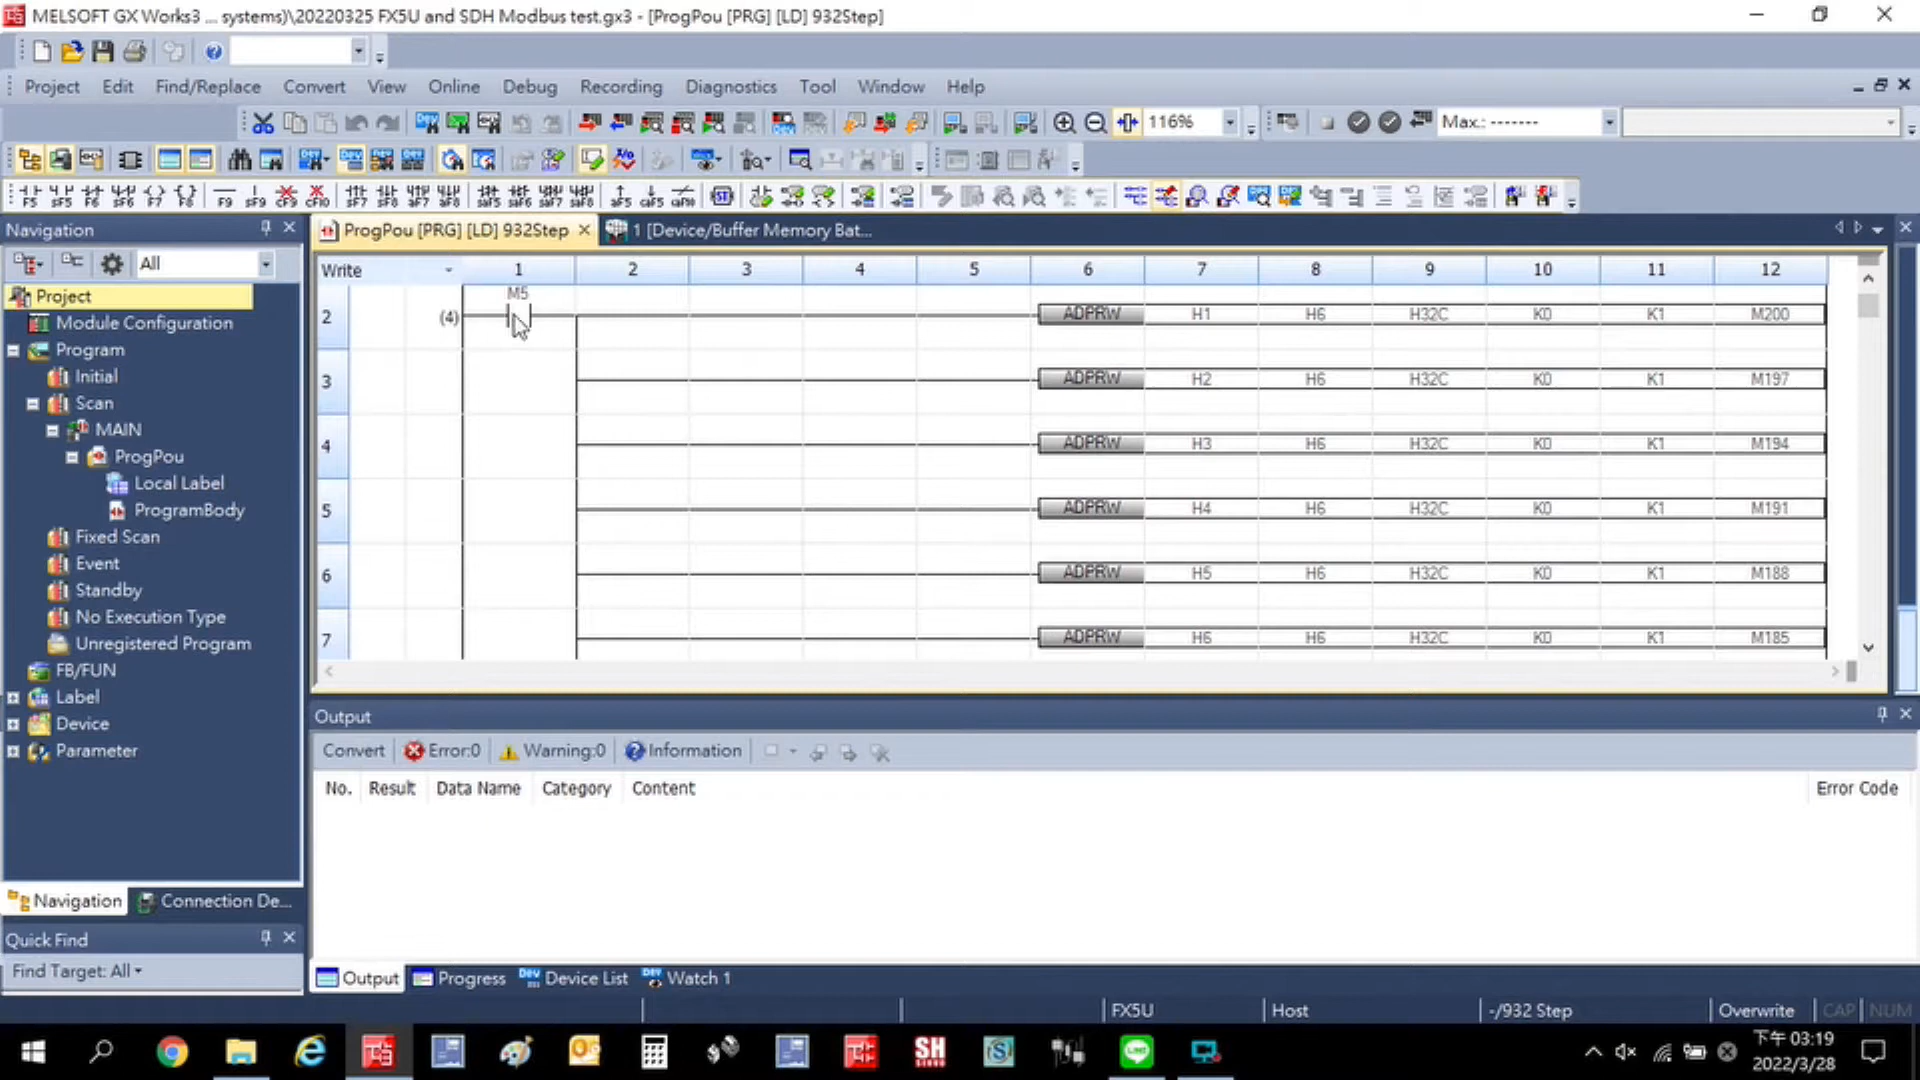 MELSOFT GX Works3 ... systems)\20220325 FX5U and SDH Modbus test.gx3 - [ProgPou [PRG] [LD] 932Step]
Project Edit Find/Replace Convert View Online Debug Recording Diagnostics Tool Window Help
116% Max.: -------
Navigation
All
Project
Module Configuration
Program
Initial
Scan
MAIN
ProgPou
Local Label
ProgramBody
Fixed Scan
Event
Standby
No Execution Type
Unregistered Program
FB/FUN
Label
Device
Parameter
Navigation Connection De...
Quick Find
Find Target: All
ProgPou [PRG] [LD] 932Step 1 [Device/Buffer Memory Bat...
Write 1 2 3 4 5 6 7 8 9 10 11 12
M5
2 (4) ADPRW H1 H6 H32C K0 K1 M200
3 ADPRW H2 H6 H32C K0 K1 M197
4 ADPRW H3 H6 H32C K0 K1 M194
5 ADPRW H4 H6 H32C K0 K1 M191
6 ADPRW H5 H6 H32C K0 K1 M188
7 ADPRW H6 H6 H32C K0 K1 M185
Output
Convert Error:0 Warning:0 Information
No. Result Data Name Category Content Error Code
Output Progress Device List Watch 1
FX5U Host -/932 Step Overwrite CAP NUM
下午 03:19
2022/3/28